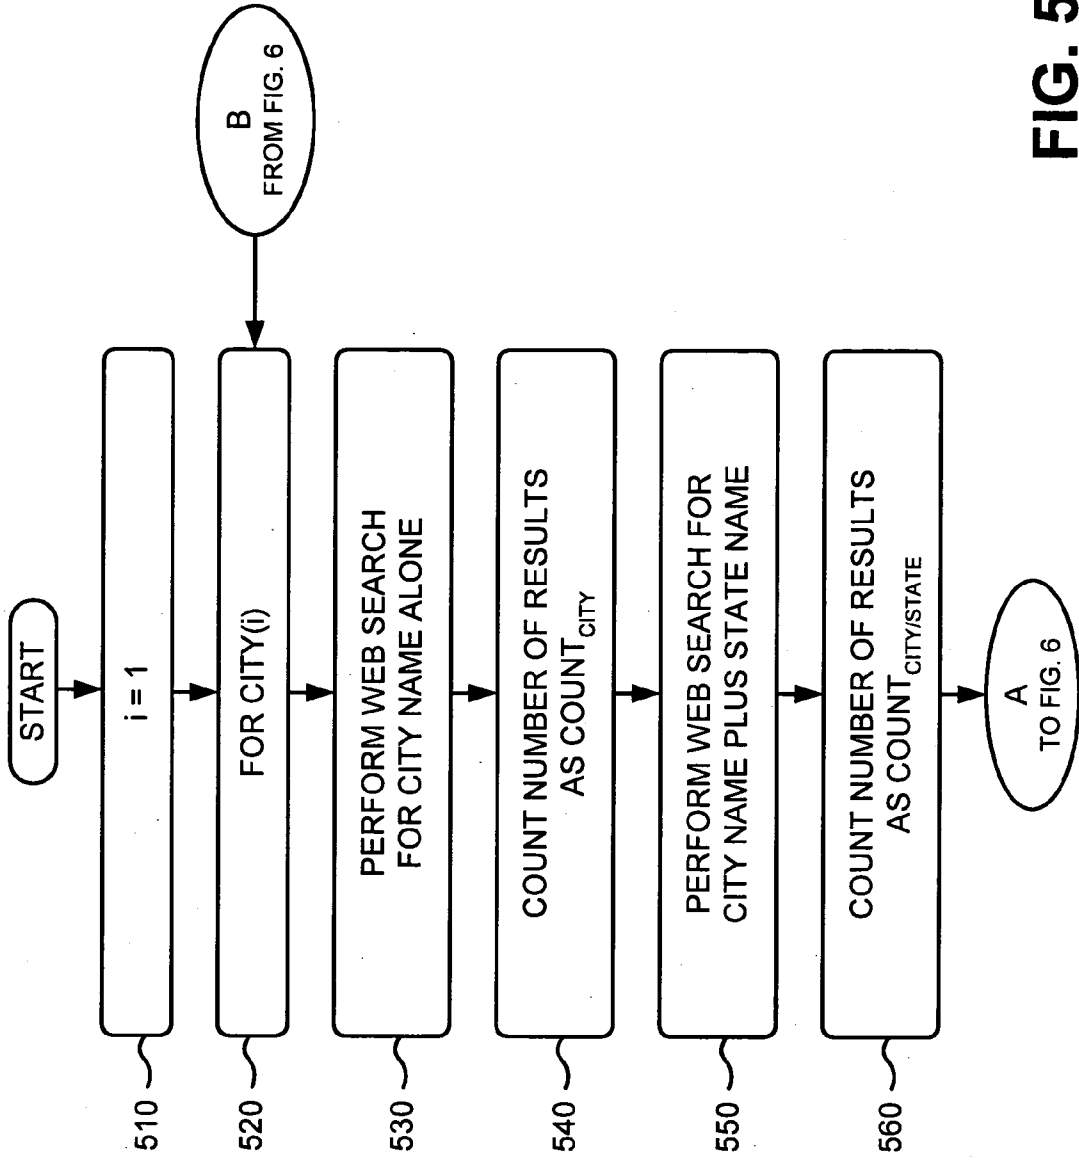 START
510
i = 1
520
FOR CITY(i)
B
FROM FIG. 6
530
PERFORM WEB SEARCH
FOR CITY NAME ALONE
540
COUNT NUMBER OF RESULTS
AS COUNT_CITY
550
PERFORM WEB SEARCH FOR
CITY NAME PLUS STATE NAME
560
COUNT NUMBER OF RESULTS
AS COUNT_CITY/STATE
A
TO FIG. 6
FIG. 5